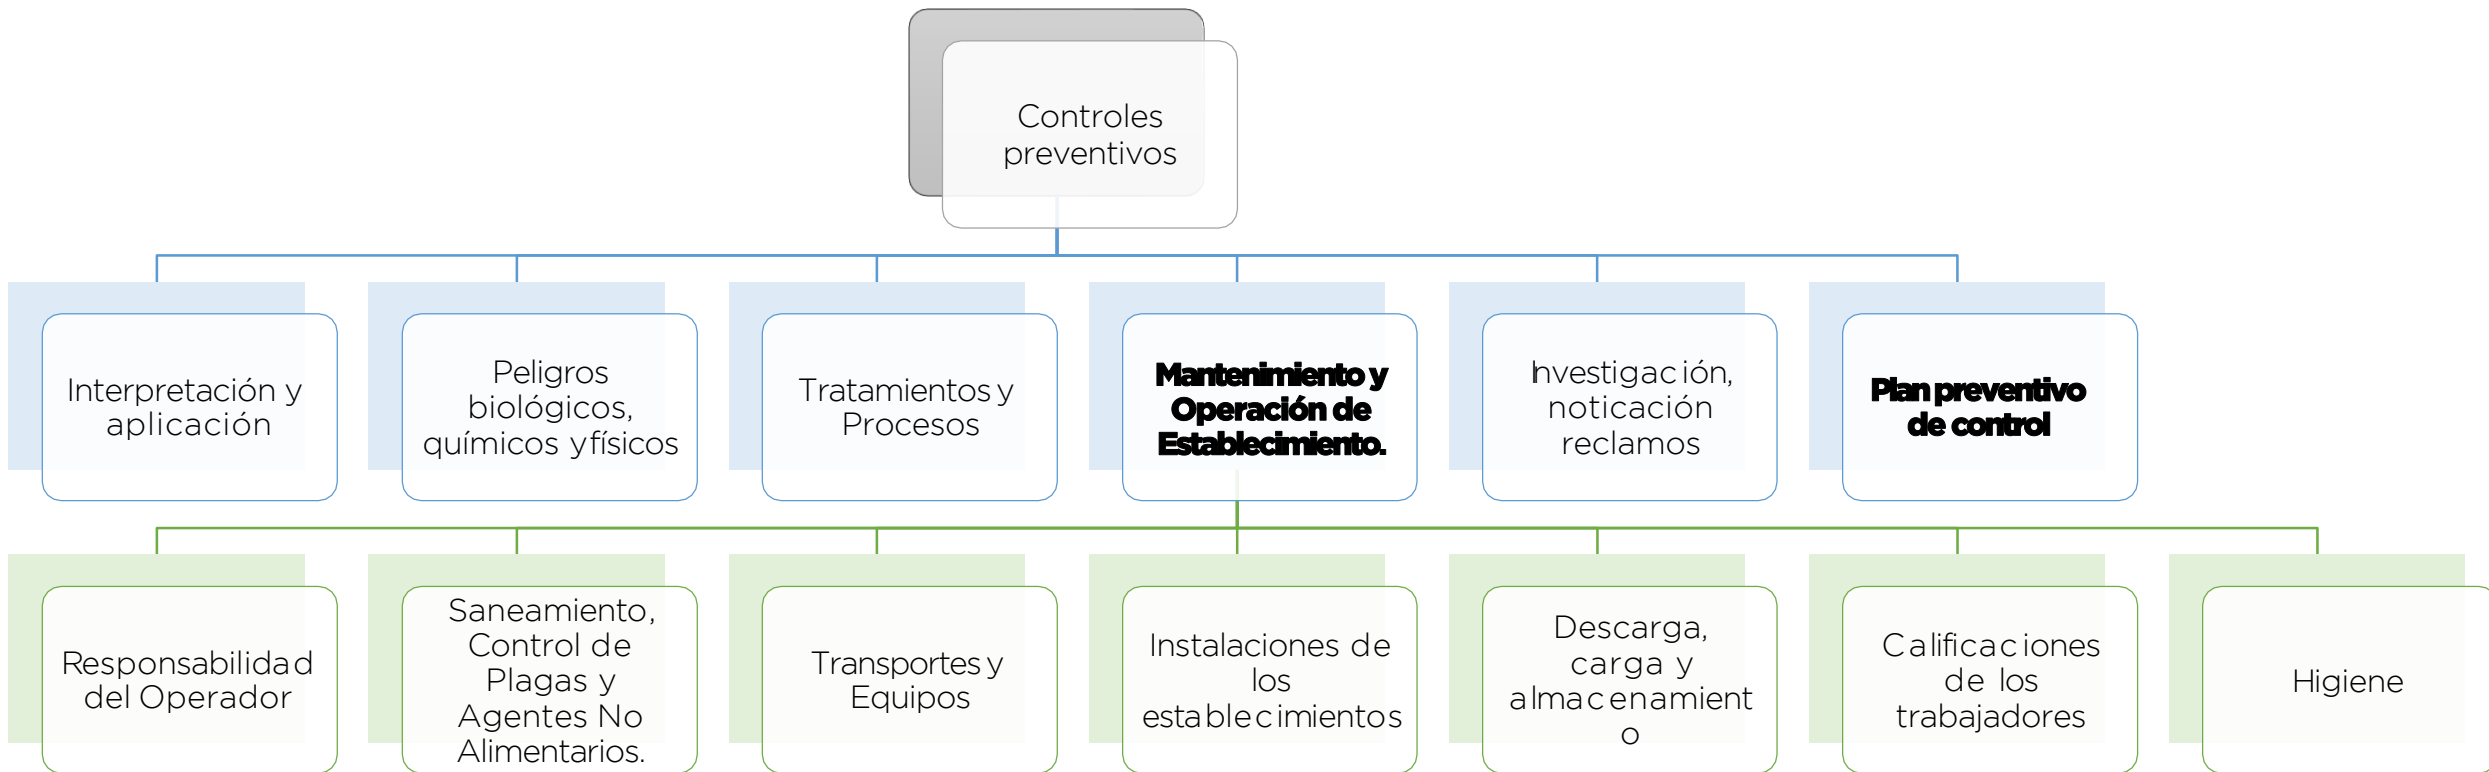 Controles
preventivos
Interpretación y
aplicación
Peligros
biológicos,
químicos y físicos
Tratamientos y
Procesos
Mantenimiento y
Operación de
Establecimiento.
Investigación,
noticación
reclamos
Plan preventivo
de control
Responsabilidad
del Operador
Saneamiento,
Control de
Plagas y
Agentes No
Alimentarios.
Transportes y
Equipos
Instalaciones de
los
establecimientos
Descarga,
carga y
almacenamient
o
Calificaciones
de los
trabajadores
Higiene